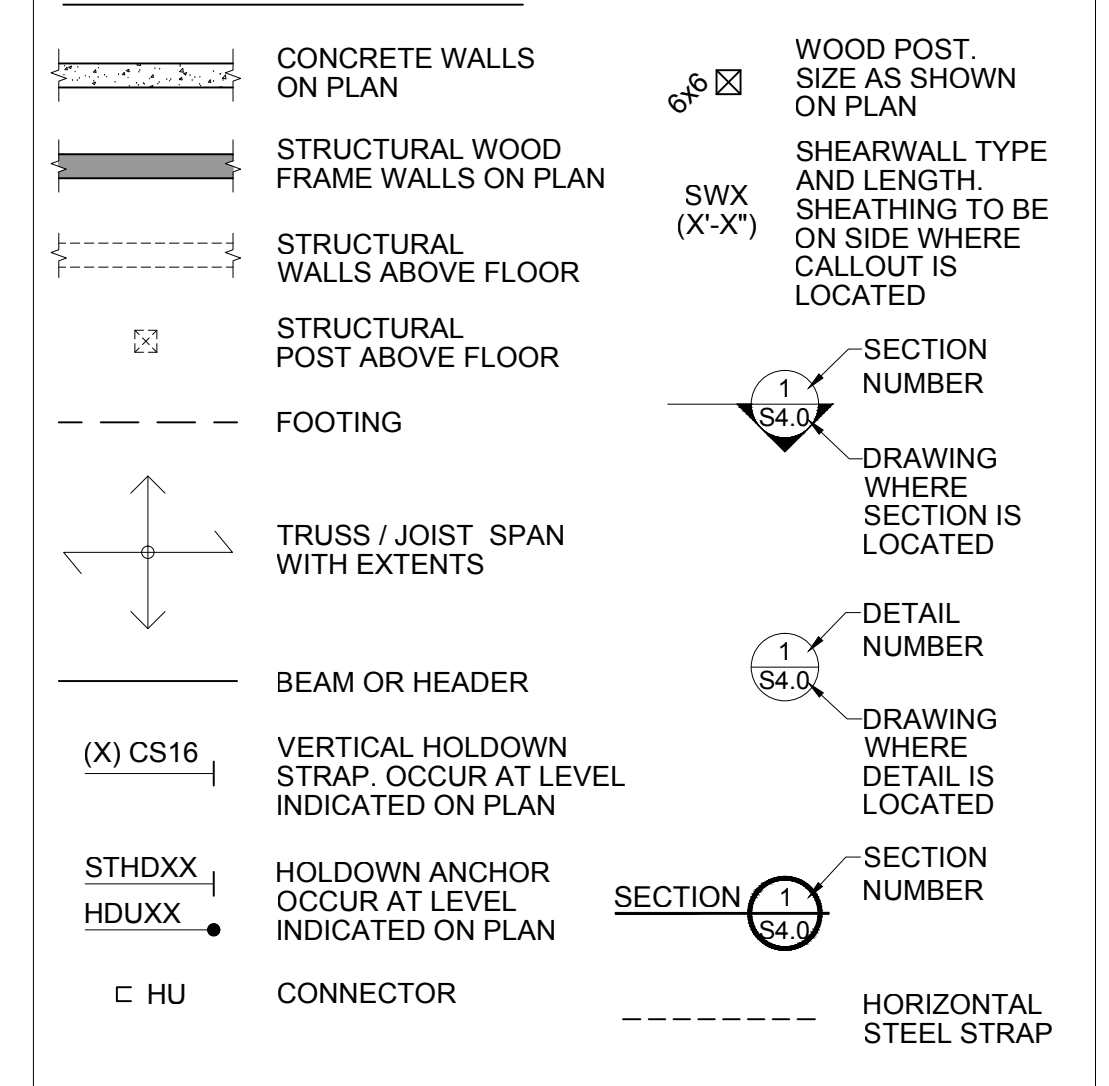 CONCRETE WALLS
ON PLAN
STRUCTURAL WOOD
FRAME WALLS ON PLAN
STRUCTURAL
WALLS ABOVE FLOOR
STRUCTURAL
POST ABOVE FLOOR
FOOTING
TRUSS / JOIST SPAN
WITH EXTENTS
BEAM OR HEADER
(X) CS16
VERTICAL HOLDOWN
STRAP. OCCUR AT LEVEL
INDICATED ON PLAN
STHDXX
HDUXX
HOLDOWN ANCHOR
OCCUR AT LEVEL
INDICATED ON PLAN
HU
CONNECTOR
6x6
WOOD POST.
SIZE AS SHOWN
ON PLAN
SWX
(X'-X")
SHEARWALL TYPE
AND LENGTH.
SHEATHING TO BE
ON SIDE WHERE
CALLOUT IS
LOCATED
1
S4.0
SECTION
NUMBER
DRAWING
WHERE
SECTION IS
LOCATED
1
S4.0
DETAIL
NUMBER
DRAWING
WHERE
DETAIL IS
LOCATED
SECTION
1
S4.0
SECTION
NUMBER
HORIZONTAL
STEEL STRAP